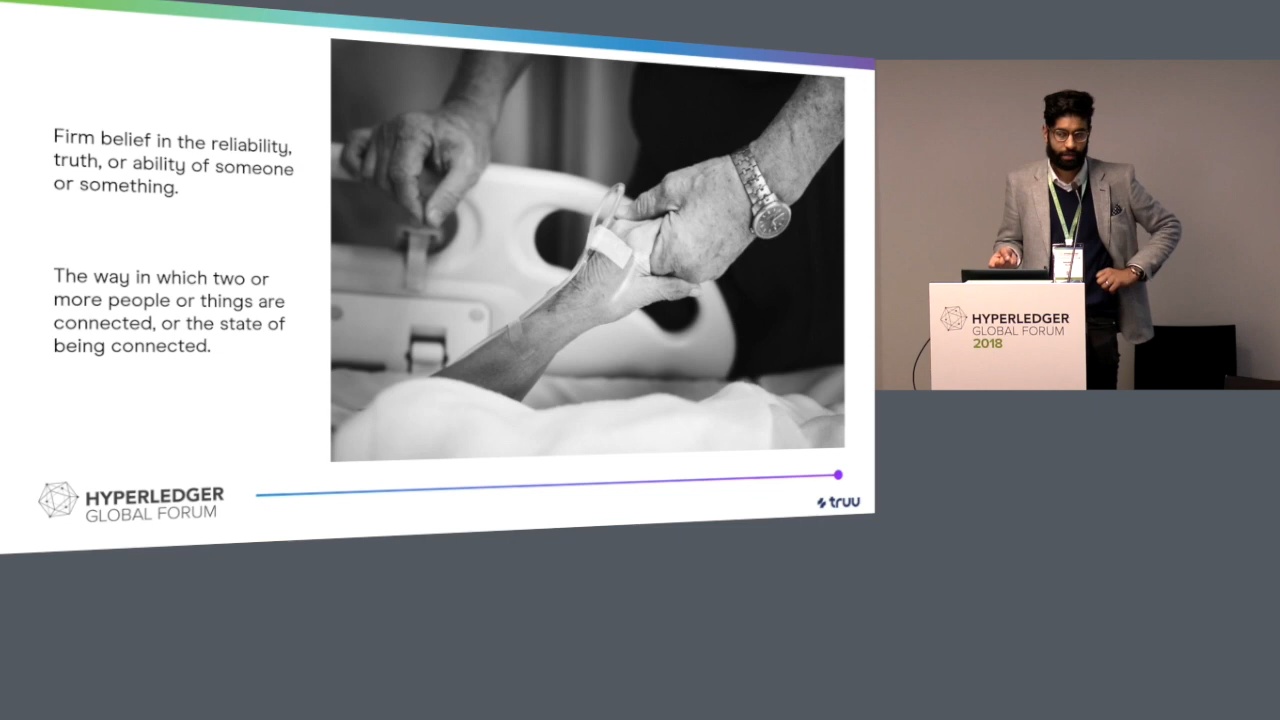 Firm belief in the reliability,
truth, or ability of someone
or something.
The way in which two or
more people or things are
connected, or the state of
being connected.
HYPERLEDGER
GLOBAL FORUM
truu
HYPERLEDGER
GLOBAL FORUM
2018